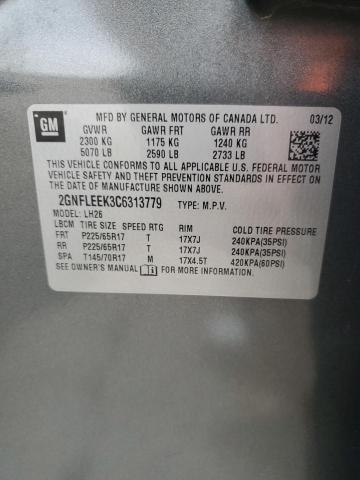 GM
MFD BY GENERAL MOTORS OF CANADA LTD. 03/12
GVWR GAWR FRT GAWR RR
2300 KG 1175 KG 1240 KG
5070 LB 2590 LB 2733 LB
THIS VEHICLE CONFORMS TO ALL APPLICABLE U.S. FEDERAL MOTOR
VEHICLE SAFETY, BUMPER, AND THEFT PREVENTION STANDARDS IN
EFFECT ON THE DATE OF MANUFACTURE SHOWN ABOVE.
2GNFLEEK3C6313779 TYPE: M.P.V.
MODEL: LH26
LBCM TIRE SIZE SPEED RTG RIM COLD TIRE PRESSURE
FRT P225/65R17 T 17X7J 240KPA(35PSI)
RR P225/65R17 T 17X7J 240KPA(35PSI)
SPA T145/70R17 M 17X4.5T 420KPA(60PSI)
SEE OWNER'S MANUAL FOR MORE INFORMATION